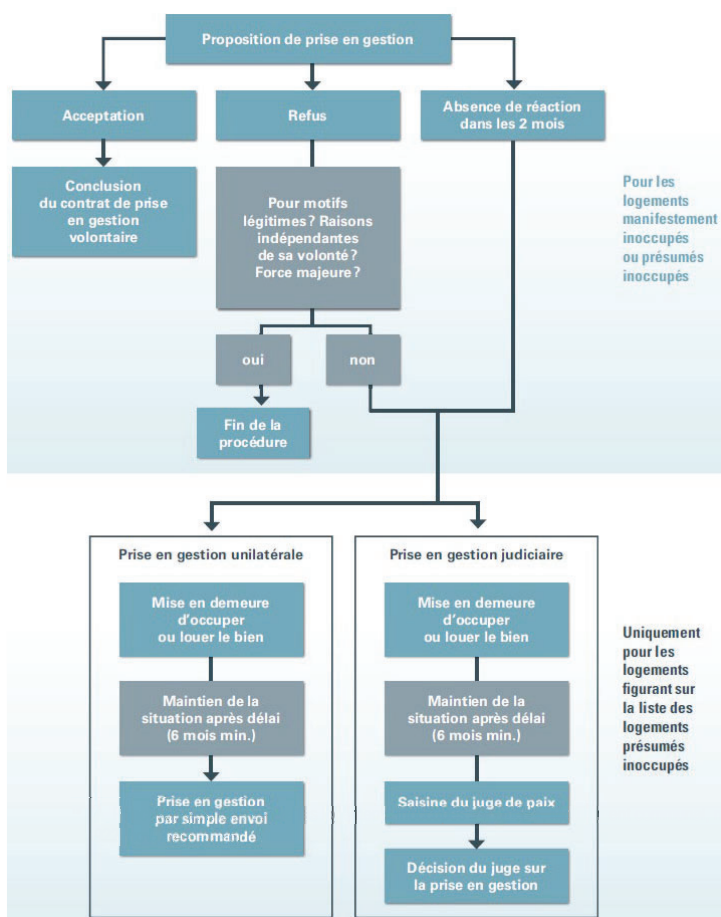 Proposition de prise en gestion
Acceptation
Refus
Absence de réaction
dans les 2 mois
Conclusion
du contrat de prise
en gestion
volontaire
Pour motifs
légitimes ? Raisons
indépendantes
de sa volonté ?
Force majeure ?
Pour les
logements
manifestement
inoccupés
ou présumés
inoccupés
oui
non
Fin de la
procédure
Prise en gestion unilatérale
Mise en demeure
d'occuper
ou louer le bien
Maintien de la
situation après délai
(6 mois min.)
Prise en gestion
par simple envoi
recommandé
Prise en gestion judiciaire
Mise en demeure
d'occuper
ou louer le bien
Maintien de la
situation après délai
(6 mois min.)
Saisine du juge de paix
Décision du juge sur
la prise en gestion
Uniquement
pour les
logements
figurant sur
la liste des
logements
présumés
inoccupés